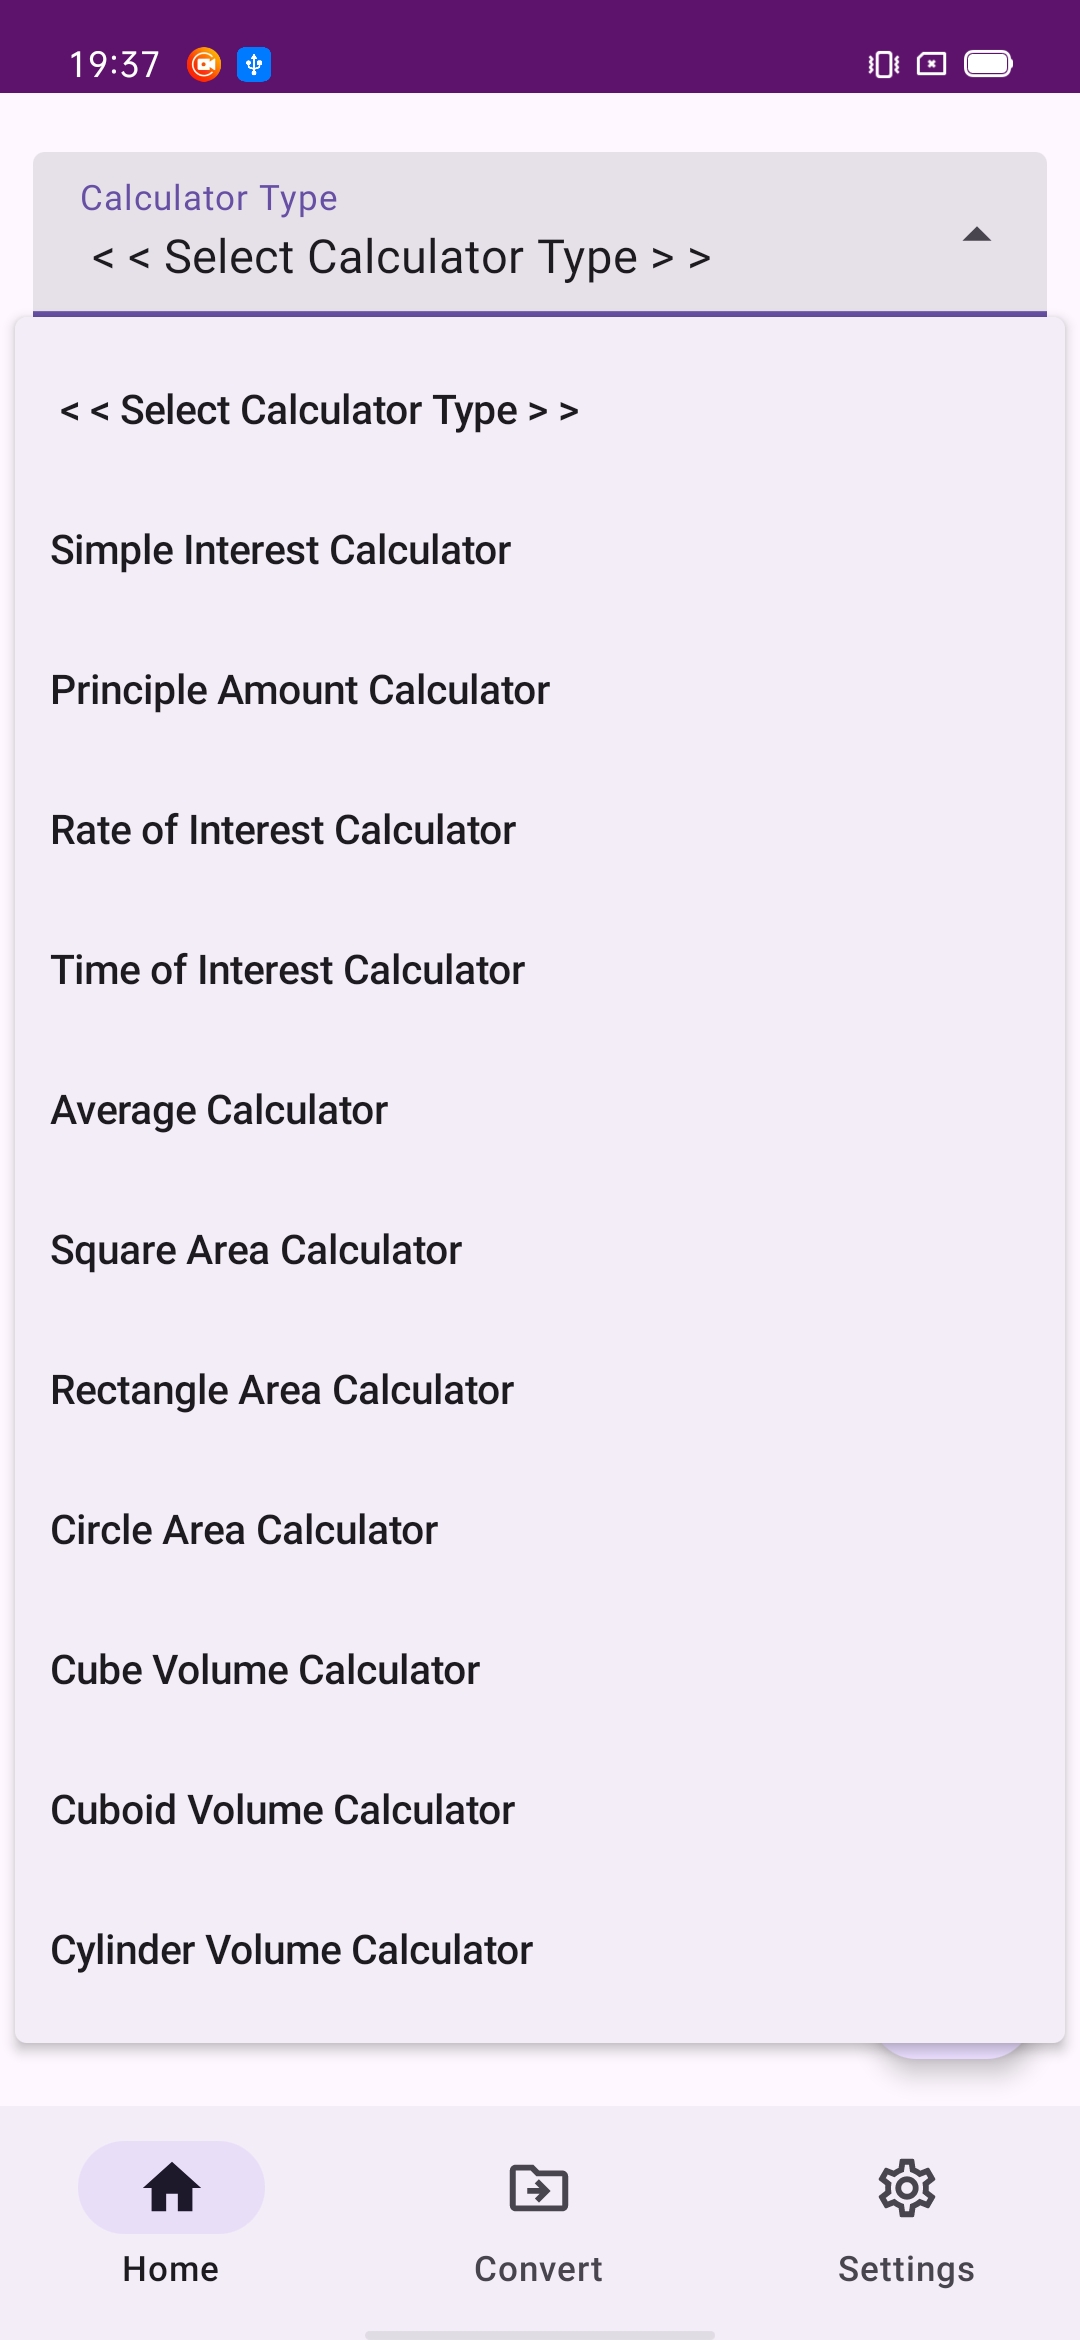 19:37
Calculator Type
< < Select Calculator Type > >
< < Select Calculator Type > >
Simple Interest Calculator
Principle Amount Calculator
Rate of Interest Calculator
Time of Interest Calculator
Average Calculator
Square Area Calculator
Rectangle Area Calculator
Circle Area Calculator
Cube Volume Calculator
Cuboid Volume Calculator
Cylinder Volume Calculator
Home Convert Settings